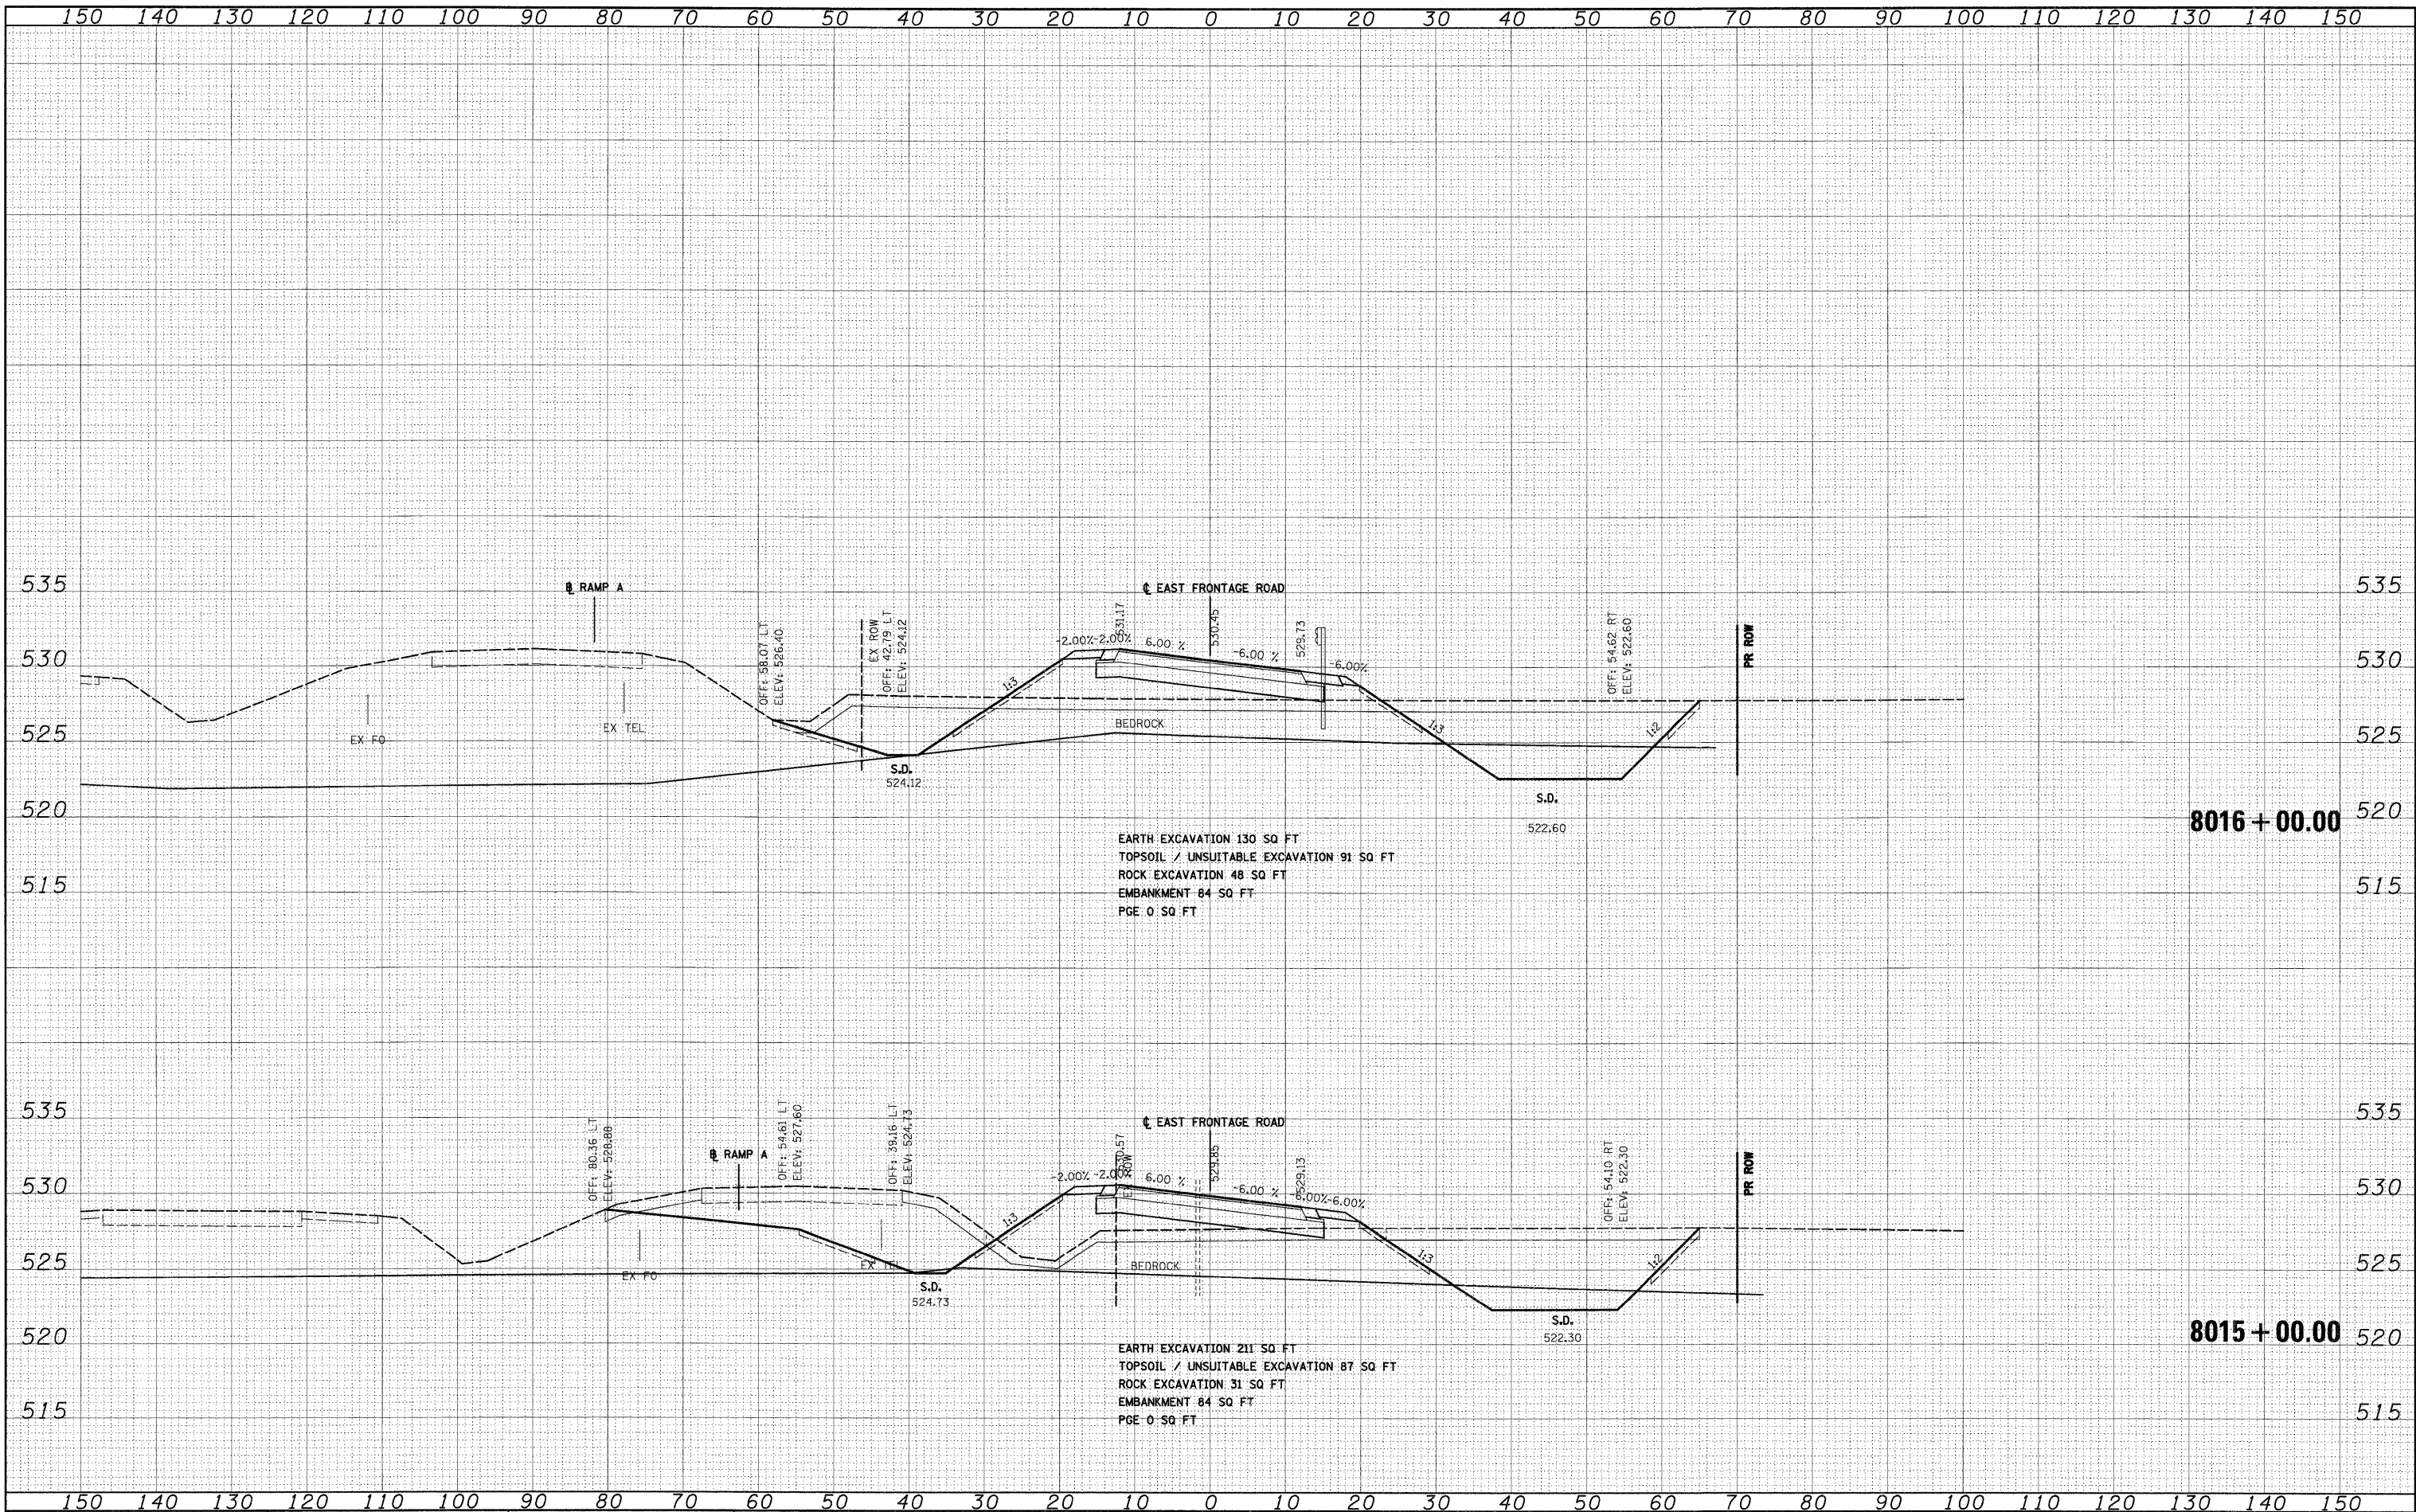 150 140 130 120 110 100 90 80 70 60 50 40 30 20 10 0 10 20 30 40 50 60 70 80 90 100 110 120 130 140 150
535 535
℄ EAST FRONTAGE ROAD
RAMP A
OFF: 58.07 LT
ELEV: 526.40
EX ROW
OFF: 42.79 LT
ELEV: 524.12
531.17
530.45
529.73
OFF: 54.62 RT
ELEV: 522.60
PR ROW
-2.00% -2.00% 6.00 % -6.00 % -6.00%
530 530
1:3
1:3
1:2
EX FO
EX TEL
BEDROCK
525 525
S.D.
524.12
S.D.
522.60
520 520
8016+00.00
EARTH EXCAVATION 130 SQ FT
TOPSOIL / UNSUITABLE EXCAVATION 91 SQ FT
ROCK EXCAVATION 48 SQ FT
EMBANKMENT 84 SQ FT
PGE 0 SQ FT
515 515
535 535
℄ EAST FRONTAGE ROAD
RAMP A
OFF: 80.36 LT
ELEV: 528.88
OFF: 54.61 LT
ELEV: 527.60
OFF: 39.16 LT
ELEV: 524.73
530.57
EX ROW
529.85
529.13
OFF: 54.10 RT
ELEV: 522.30
PR ROW
-2.00% -2.00% 6.00 % -6.00 % -6.00% -6.00%
530 530
1:3
1:3
1:2
EX FO
EX TEL
BEDROCK
525 525
S.D.
524.73
S.D.
522.30
520 520
8015+00.00
EARTH EXCAVATION 211 SQ FT
TOPSOIL / UNSUITABLE EXCAVATION 87 SQ FT
ROCK EXCAVATION 31 SQ FT
EMBANKMENT 84 SQ FT
PGE 0 SQ FT
515 515
150 140 130 120 110 100 90 80 70 60 50 40 30 20 10 0 10 20 30 40 50 60 70 80 90 100 110 120 130 140 150